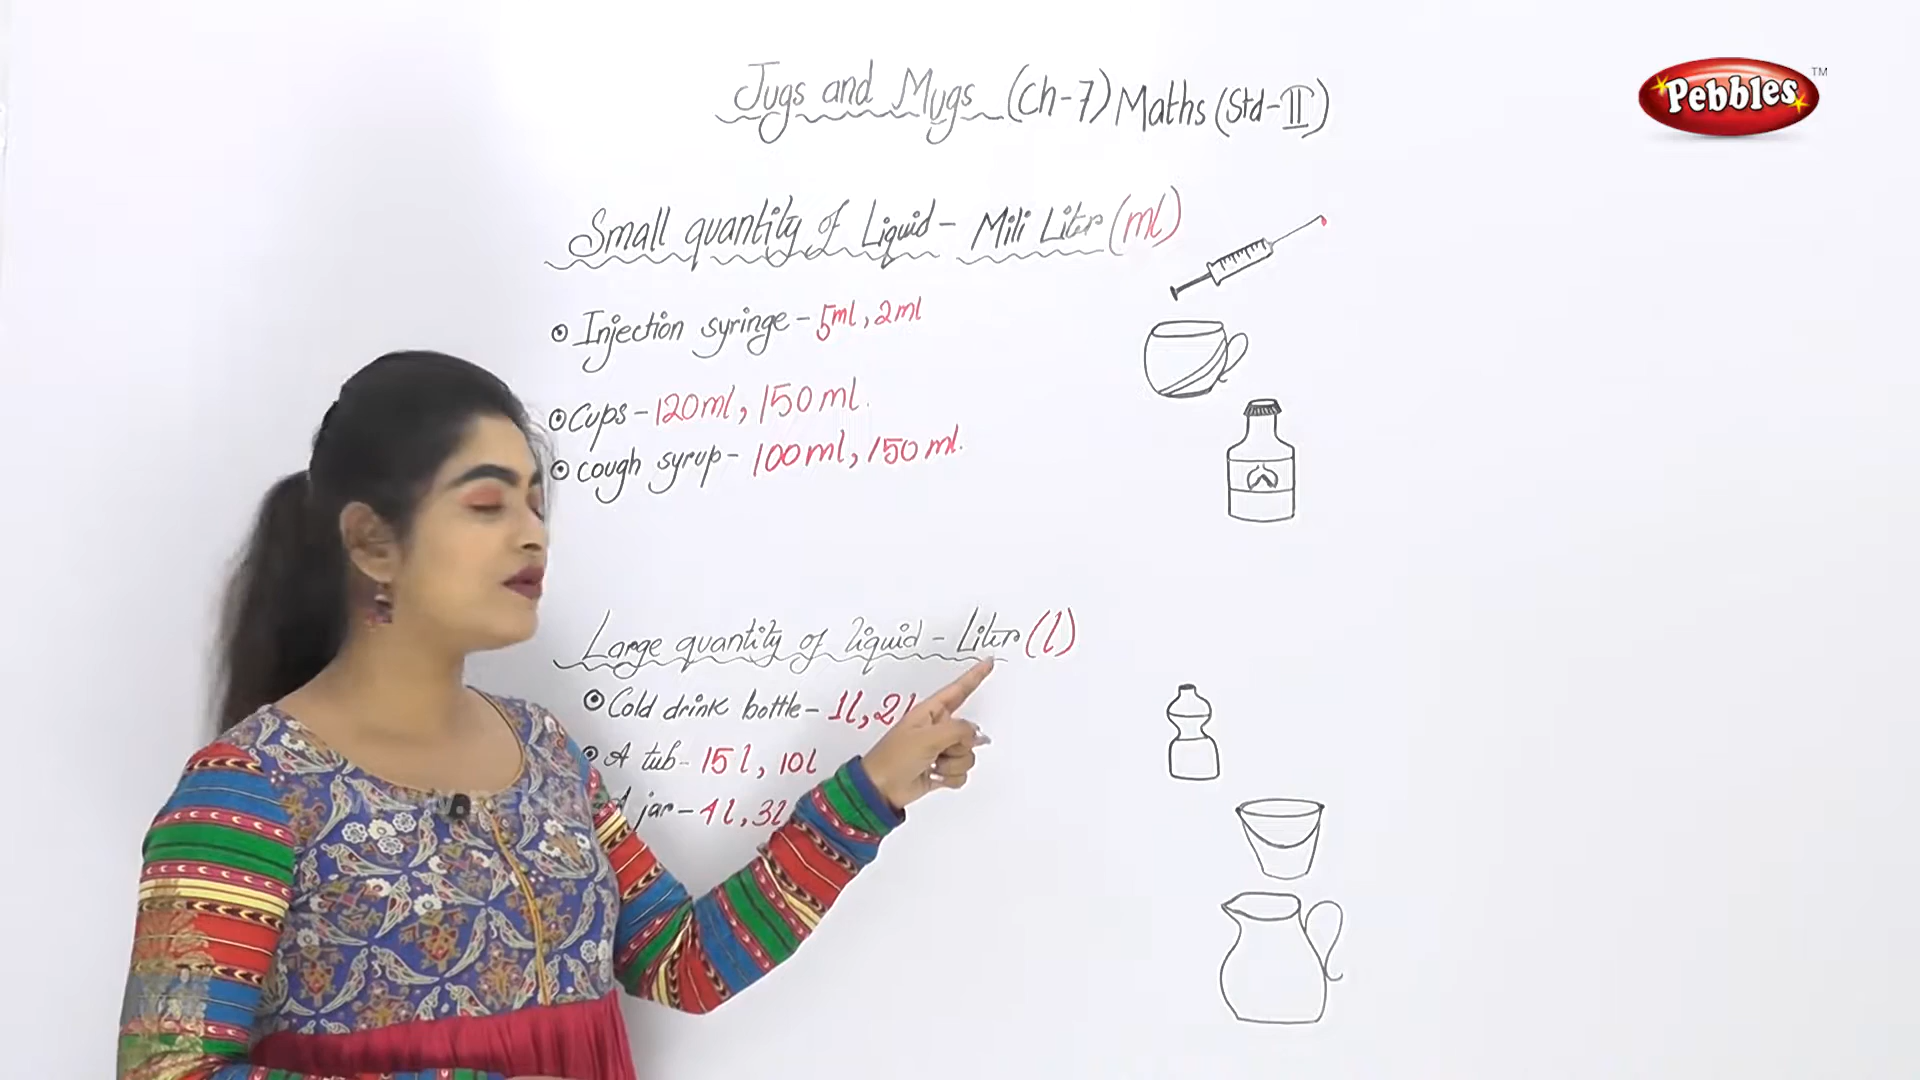 Jugs and Mugs (Ch-7) Maths (Std-II)
Pebbles TM
Small quantity of Liquid - Mili Liter (ml)
Injection syringe - 5ml, 2ml
Cups - 120ml, 150ml.
cough syrup - 100ml, 150ml.
Large quantity of liquid - Liter (l)
Cold drink bottle - 1l, 2l
A tub - 15l, 10l
A jar - 4l, 3l